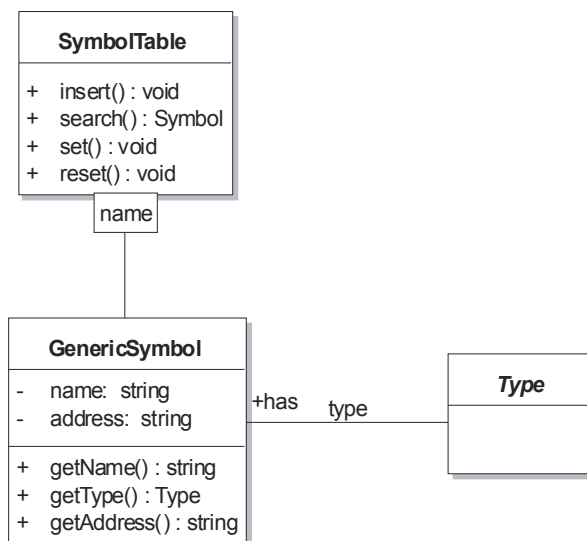 SymbolTable
+ insert() : void
+ search() : Symbol
+ set() : void
+ reset() : void
name
GenericSymbol
- name: string
- address: string
+ getName() : string
+ getType() : Type
+ getAddress() : string
+has
type
Type